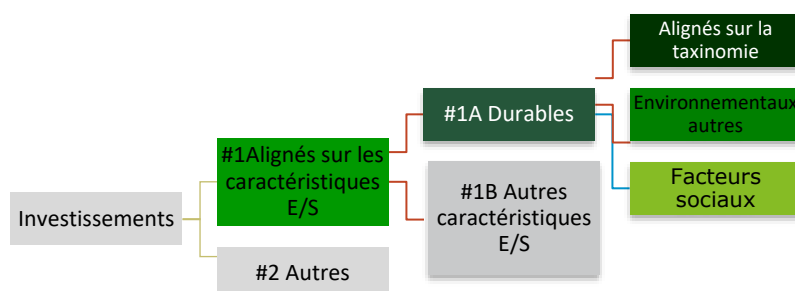 Investissements
#1Alignés sur les
caractéristiques
E/S
#2 Autres
#1A Durables
#1B Autres
caractéristiques
E/S
Alignés sur la
taxinomie
Environnementaux
autres
Facteurs
sociaux